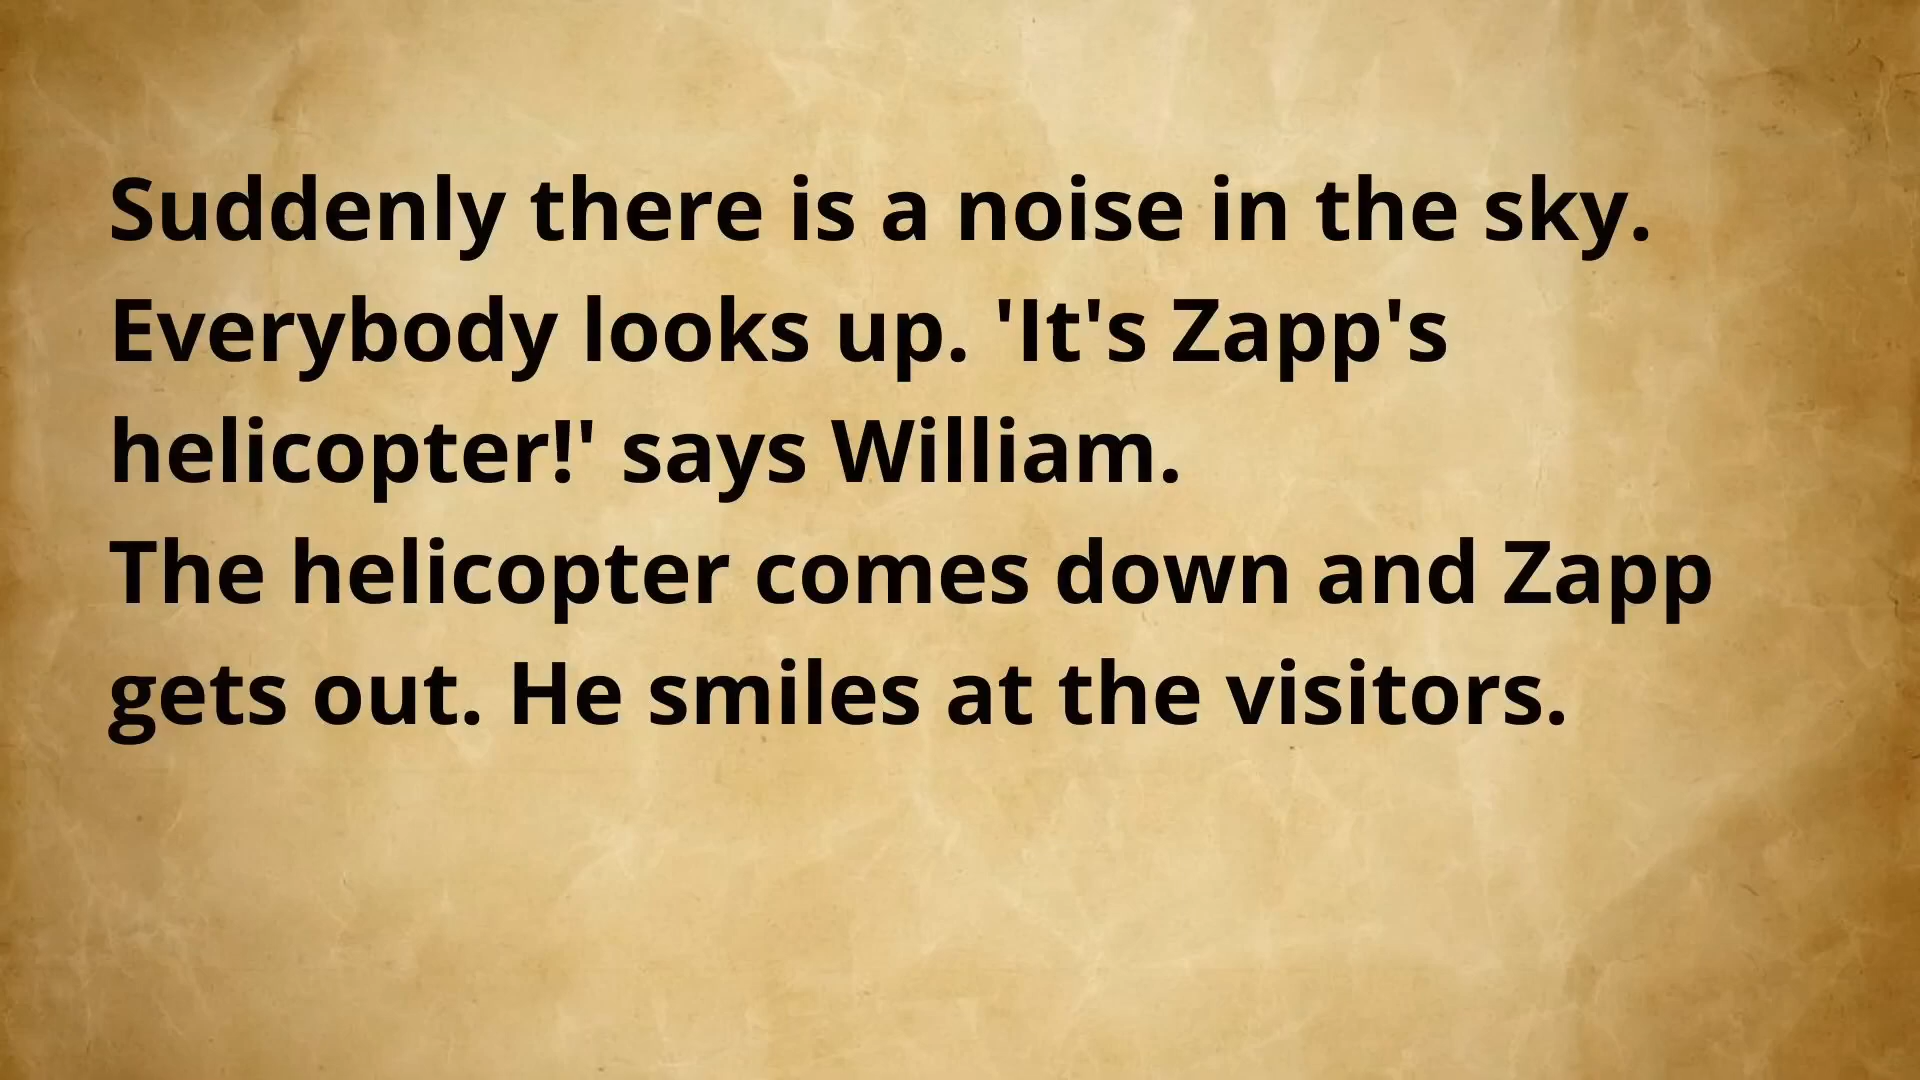 Suddenly there is a noise in the sky.
Everybody looks up. 'It's Zapp's
helicopter!' says William.
The helicopter comes down and Zapp
gets out. He smiles at the visitors.